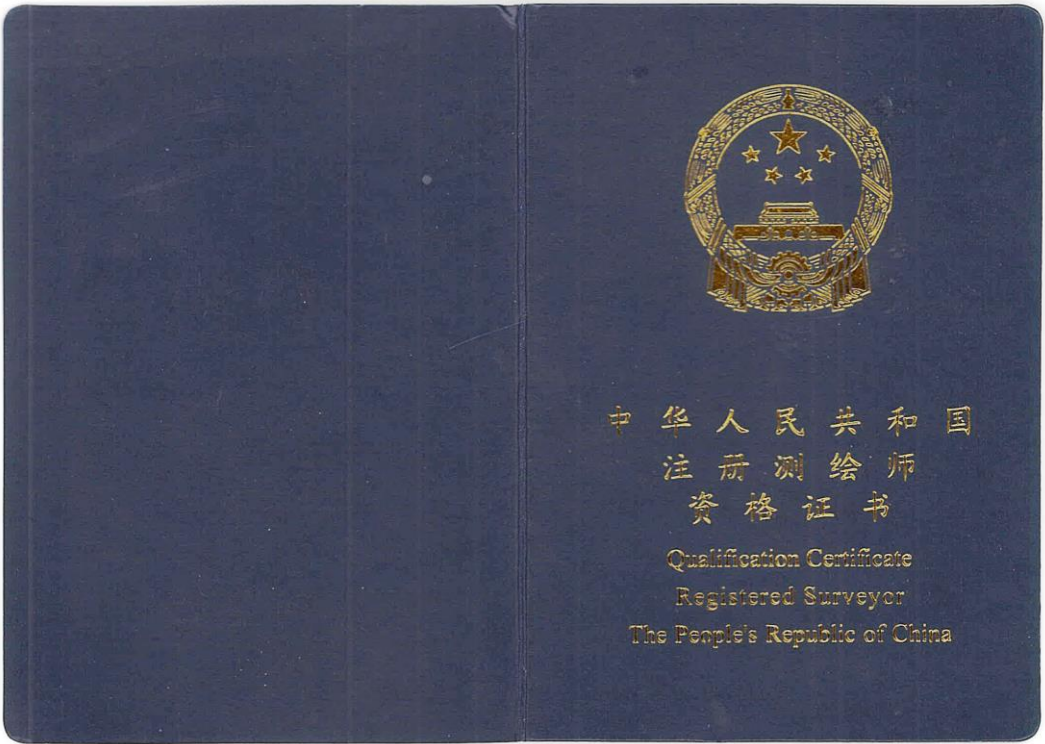 中华人民共和国
注册测绘师
资格证书
Qualification Certificate
Registered Surveyor
The People's Republic of China